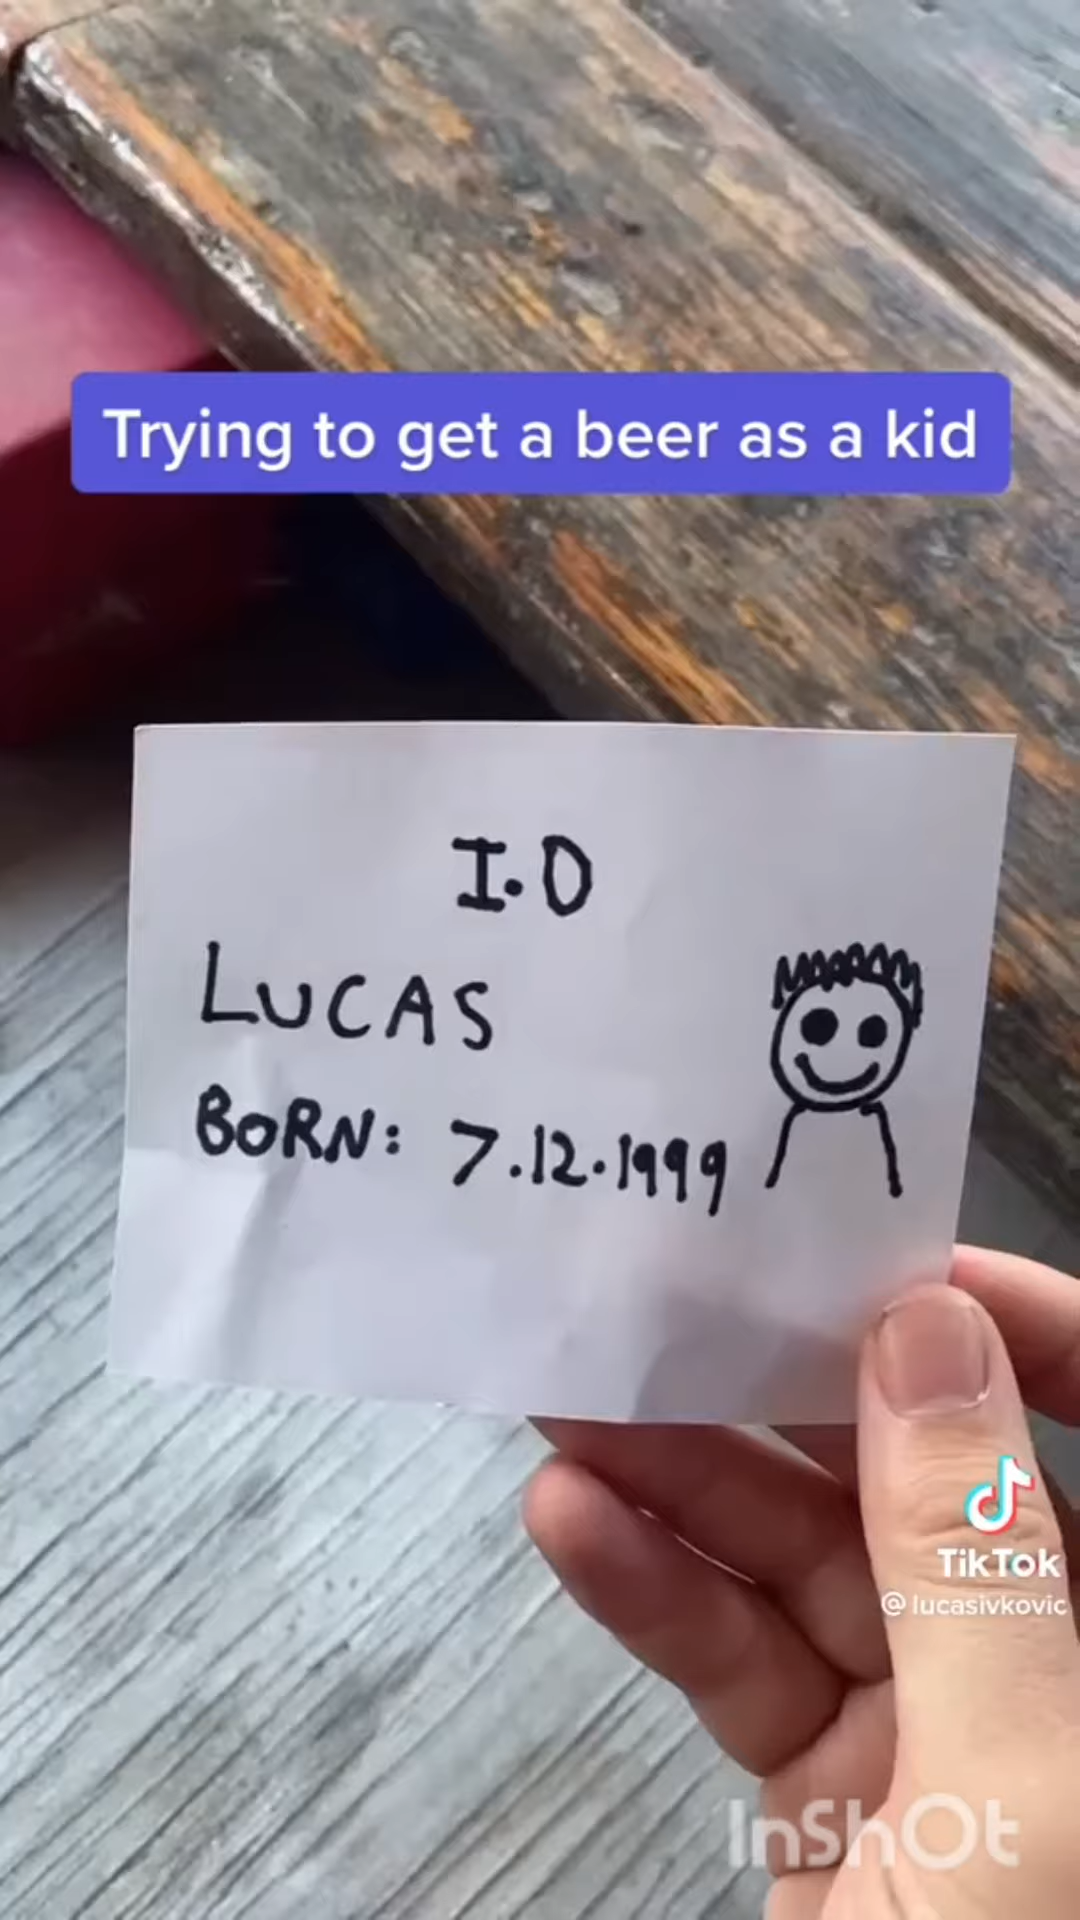 Trying to get a beer as a kid
I.D
LUCAS
BORN: 7.12.1999
TikTok
@lucasivkovic
InShOt